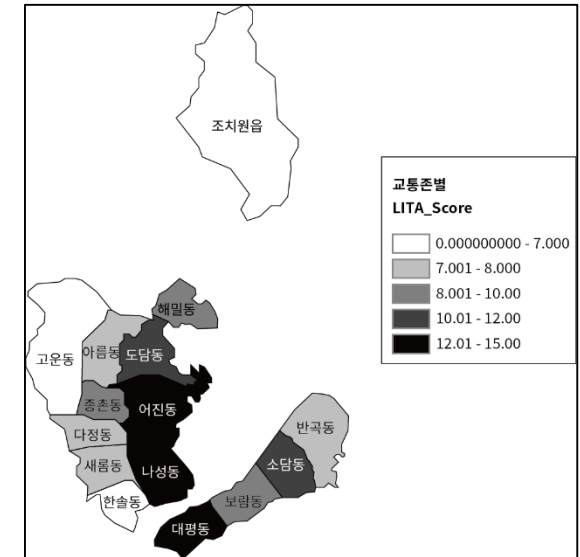 조치원읍
교통존별
LITA_Score
0.000000000 - 7.000
7.001 - 8.000
8.001 - 10.00
10.01 - 12.00
12.01 - 15.00
해밀동
고운동
아름동
도담동
종촌동
어진동
다정동
반곡동
새롬동
나성동
소담동
한솔동
보람동
대평동